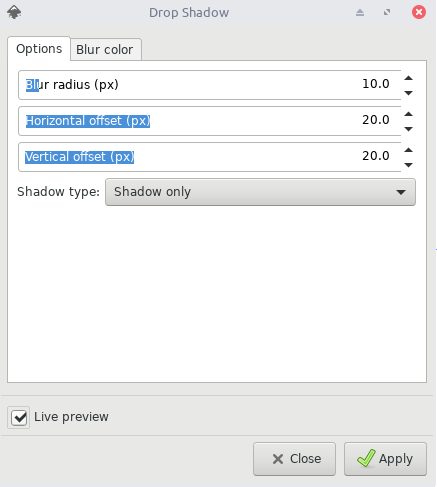 Drop Shadow
Options Blur color
Blur radius (px) 10.0
Horizontal offset (px) 20.0
Vertical offset (px) 20.0
Shadow type: Shadow only
Live preview
Close Apply